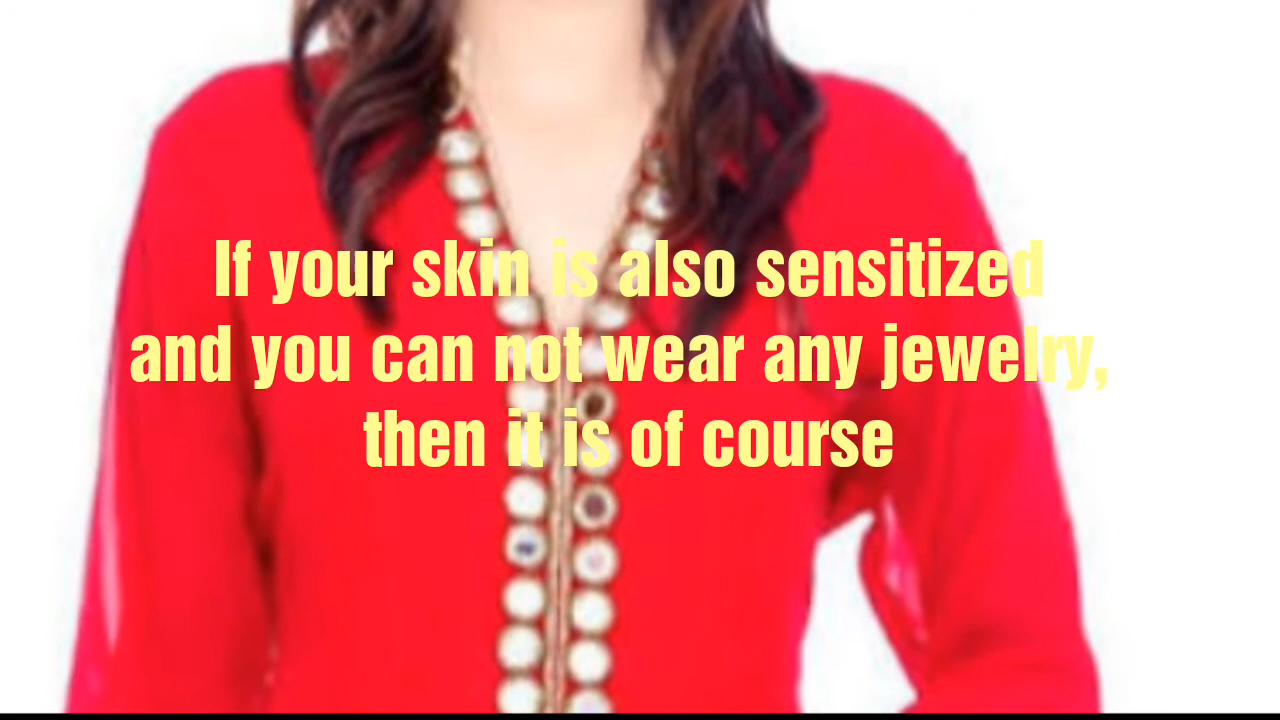 If your skin is also sensitized
and you can not wear any jewelry,
then it is of course